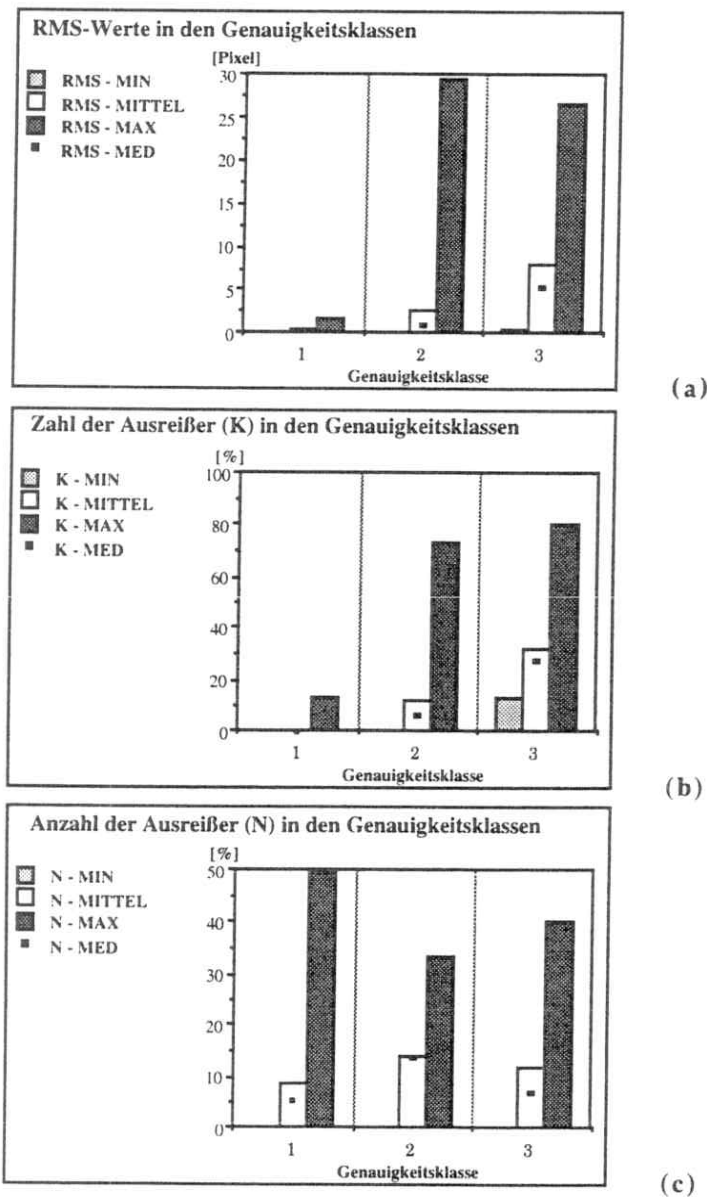 RMS-Werte in den Genauigkeitsklassen
[Pixel]
RMS - MIN
RMS - MITTEL
RMS - MAX
RMS - MED
30
25
20
15
10
5
0
1 2 3
Genauigkeitsklasse
(a)
Zahl der Ausreißer (K) in den Genauigkeitsklassen
[%]
K - MIN
K - MITTEL
K - MAX
K - MED
100
80
60
40
20
0
1 2 3
Genauigkeitsklasse
(b)
Anzahl der Ausreißer (N) in den Genauigkeitsklassen
[%]
N - MIN
N - MITTEL
N - MAX
N - MED
50
40
30
20
10
0
1 2 3
Genauigkeitsklasse
(c)